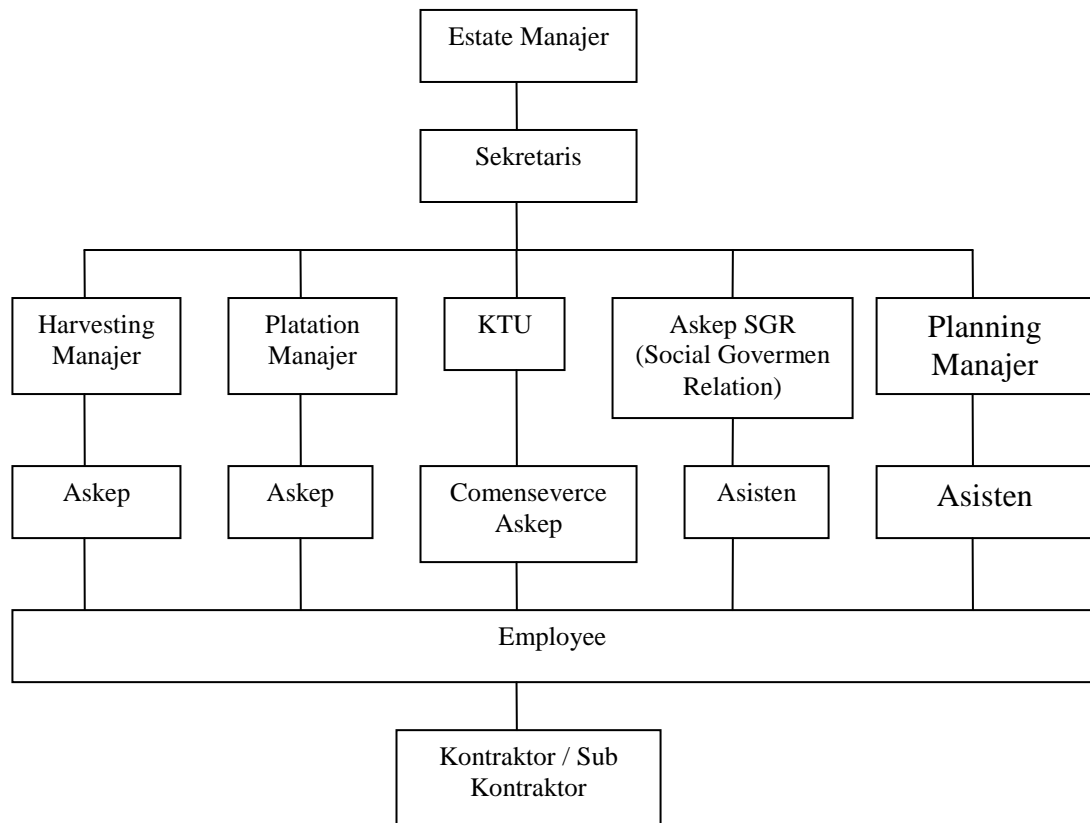 Estate Manajer
Sekretaris
Harvesting
Manajer
Platation
Manajer
KTU
Askep SGR
(Social Govermen
Relation)
Planning
Manajer
Askep
Askep
Comenseverce
Askep
Asisten
Asisten
Employee
Kontraktor / Sub
Kontraktor